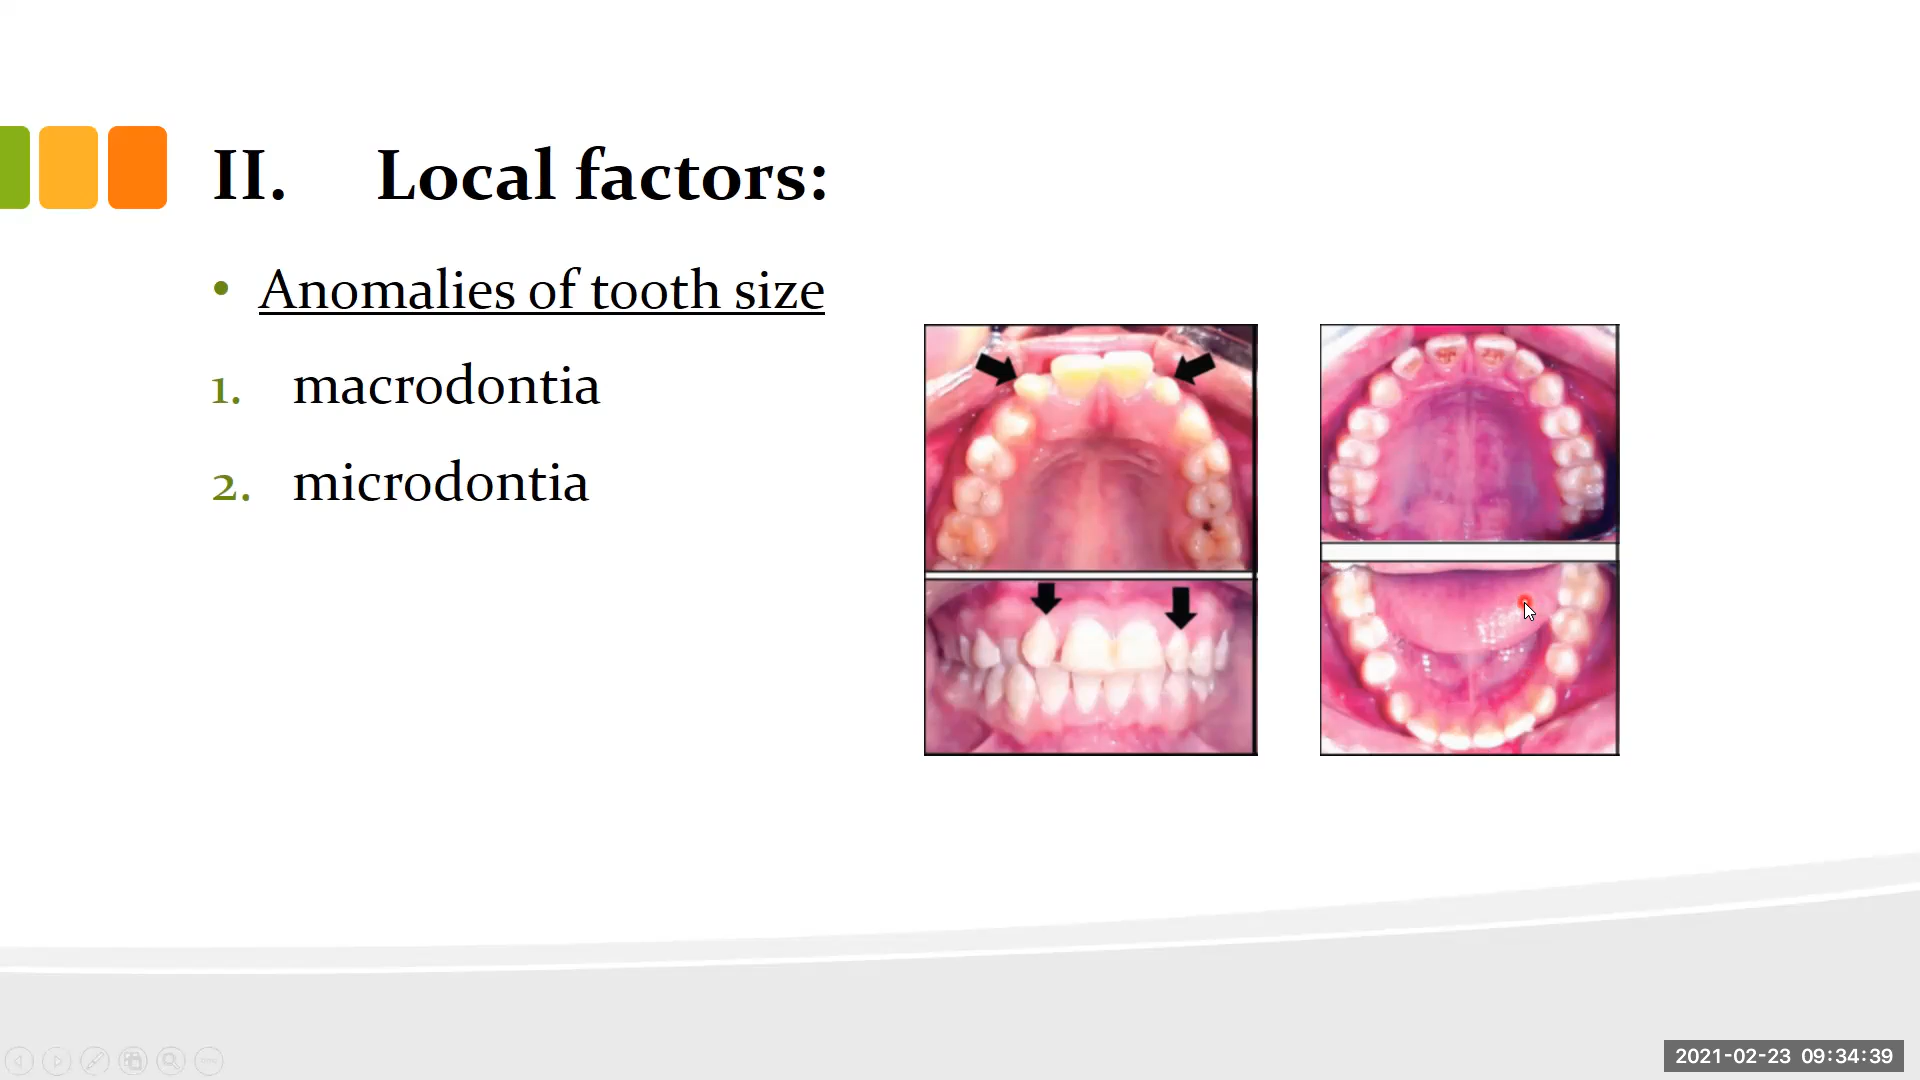 II. Local factors:
• Anomalies of tooth size
1. macrodontia
2. microdontia
2021-02-23 09:34:39